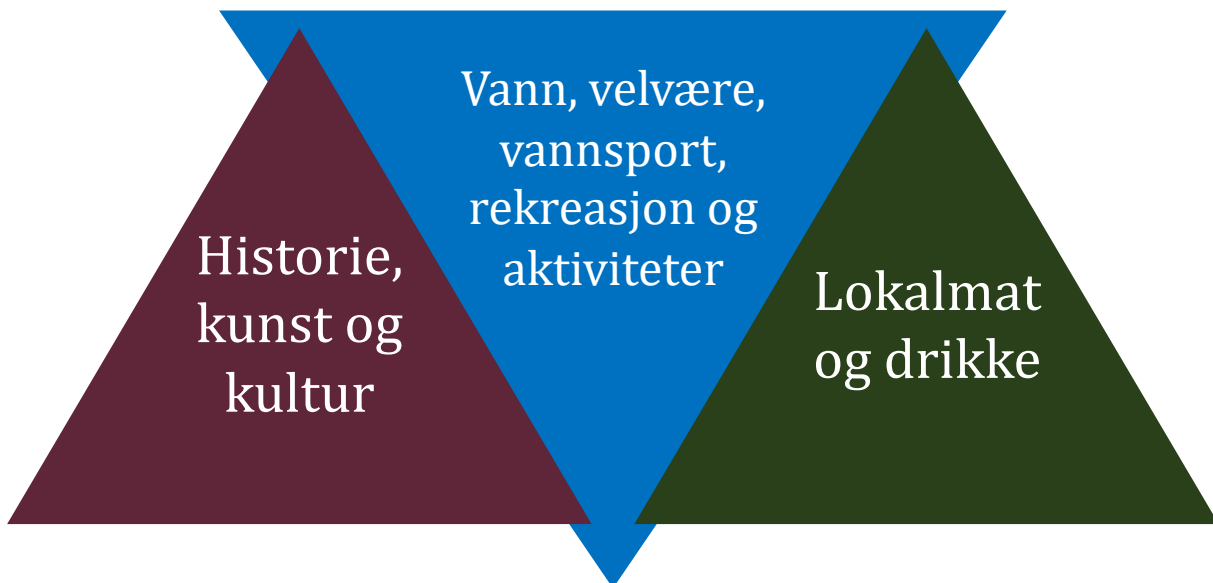 Historie,
kunst og
kultur
Vann, velvære,
vannsport,
rekreasjon og
aktiviteter
Lokalmat
og drikke